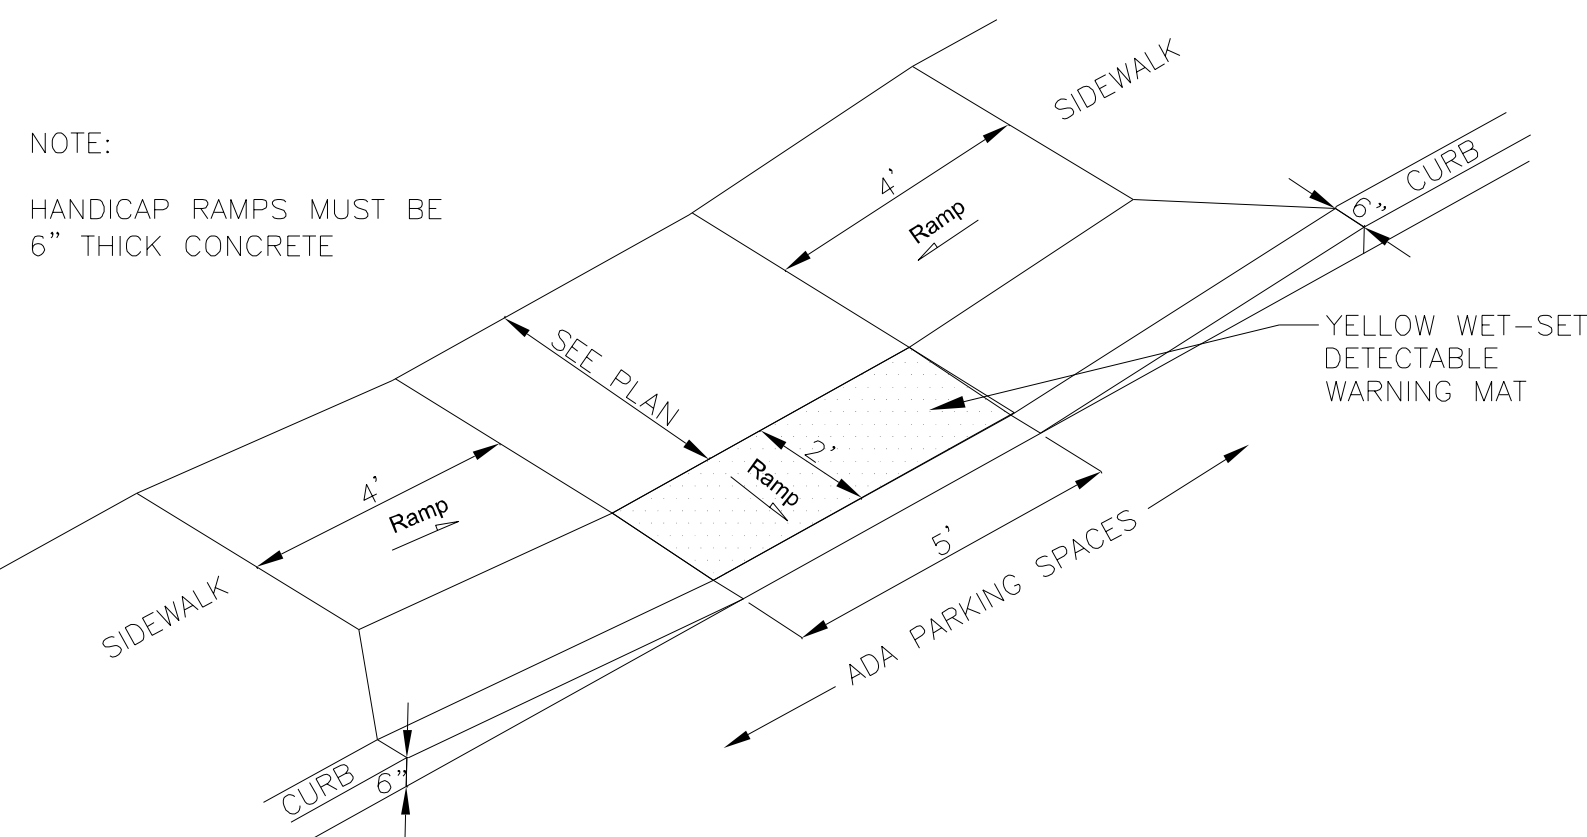 NOTE:
HANDICAP RAMPS MUST BE
6" THICK CONCRETE
SIDEWALK
CURB
6"
4'
Ramp
YELLOW WET-SET
DETECTABLE
WARNING MAT
SEE PLAN
2'
Ramp
4'
Ramp
5'
ADA PARKING SPACES
SIDEWALK
CURB
6"